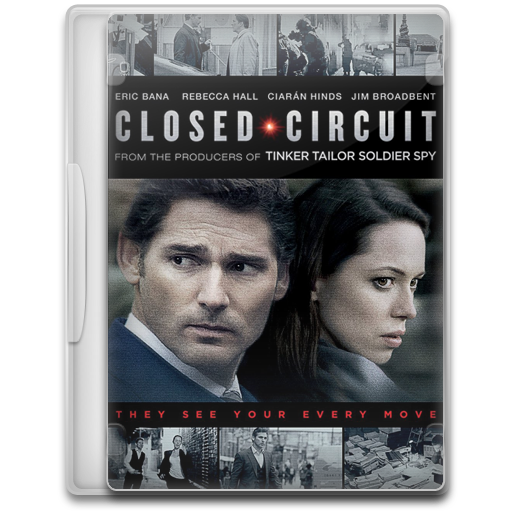 ERIC BANA REBECCA HALL CIARÁN HINDS JIM BROADBENT
CLOSED CIRCUIT
FROM THE PRODUCERS OF TINKER TAILOR SOLDIER SPY
THEY SEE YOUR EVERY MOVE